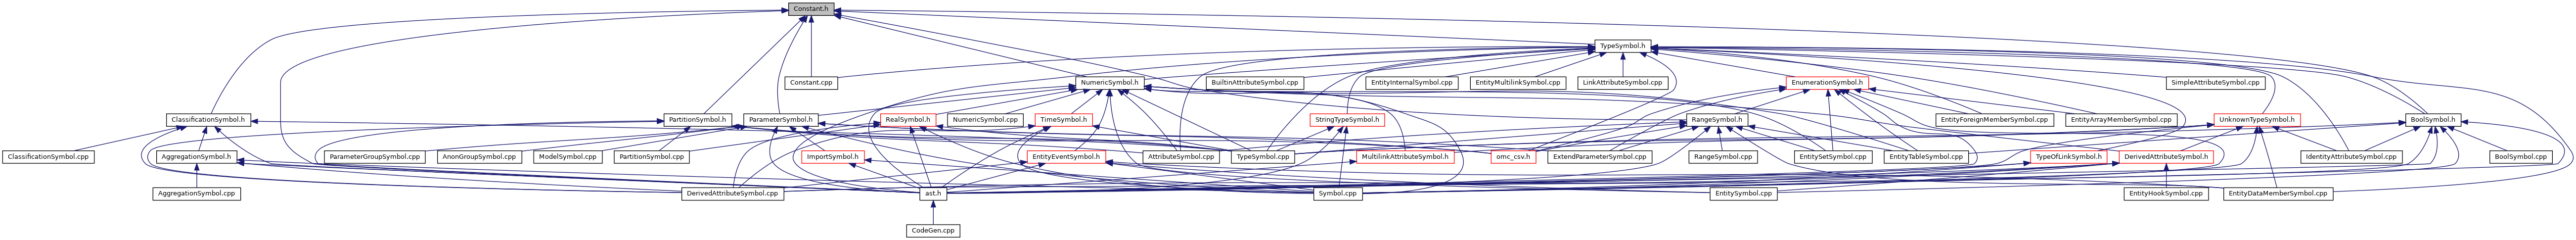 Constant.h
TypeSymbol.h
Constant.cpp
NumericSymbol.h
BuiltinAttributeSymbol.cpp
EntityInternalSymbol.cpp
EntityMultilinkSymbol.cpp
LinkAttributeSymbol.cpp
EnumerationSymbol.h
SimpleAttributeSymbol.cpp
ClassificationSymbol.h
PartitionSymbol.h
ParameterSymbol.h
RealSymbol.h
NumericSymbol.cpp
TimeSymbol.h
StringTypeSymbol.h
RangeSymbol.h
EntityForeignMemberSymbol.cpp
EntityArrayMemberSymbol.cpp
UnknownTypeSymbol.h
BoolSymbol.h
ClassificationSymbol.cpp
AggregationSymbol.h
ParameterGroupSymbol.cpp
AnonGroupSymbol.cpp
ModelSymbol.cpp
PartitionSymbol.cpp
ImportSymbol.h
EntityEventSymbol.h
AttributeSymbol.cpp
TypeSymbol.cpp
MultilinkAttributeSymbol.h
omc_csv.h
ExtendParameterSymbol.cpp
RangeSymbol.cpp
EntitySetSymbol.cpp
EntityTableSymbol.cpp
TypeOfLinkSymbol.h
DerivedAttributeSymbol.h
IdentityAttributeSymbol.cpp
BoolSymbol.cpp
AggregationSymbol.cpp
DerivedAttributeSymbol.cpp
ast.h
Symbol.cpp
EntitySymbol.cpp
EntityHookSymbol.cpp
EntityDataMemberSymbol.cpp
CodeGen.cpp